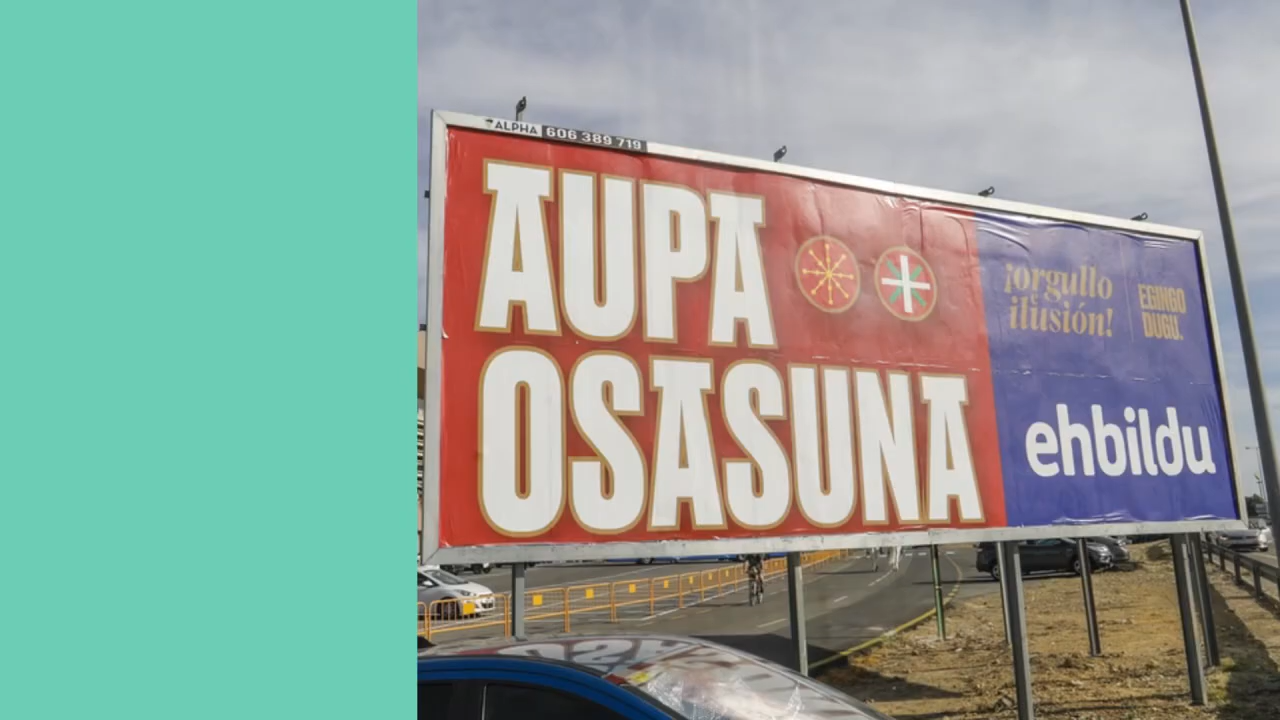 ALPHA 606 389 719
AUPA
OSASUNA
¡orgullo
e
ilusión!
EGINGO
DUGU.
ehbildu